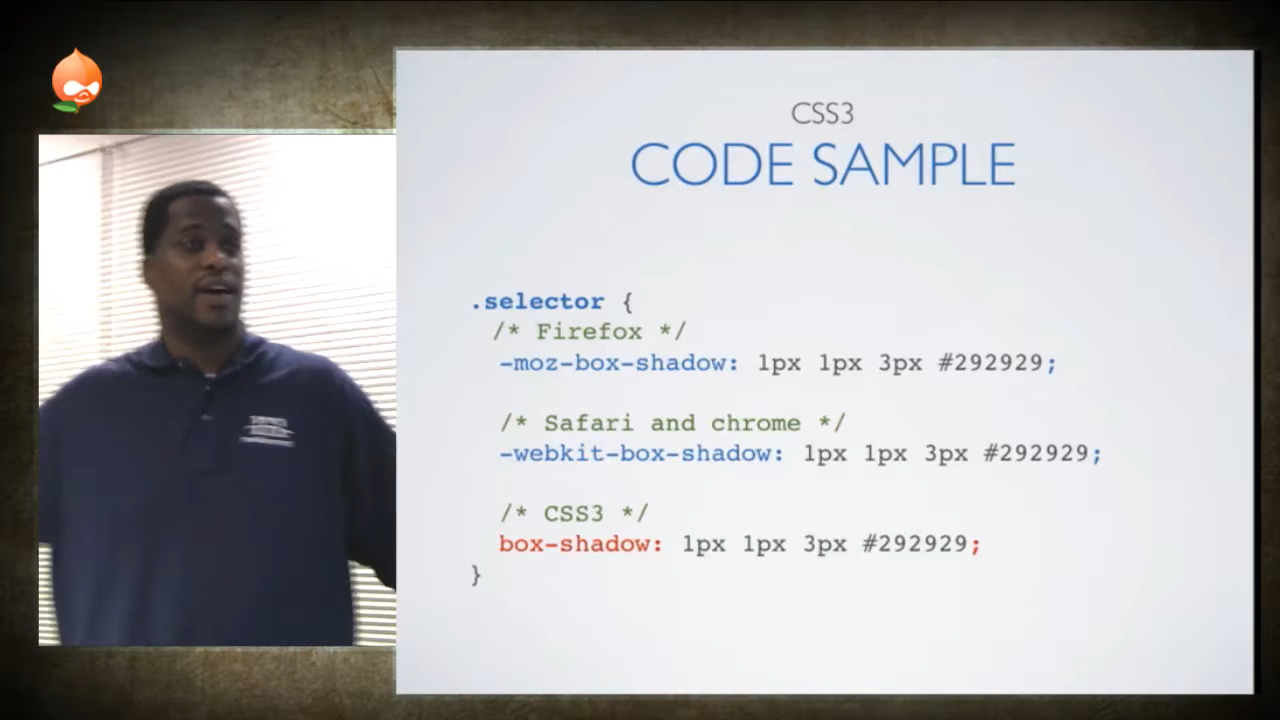 CSS3
CODE SAMPLE
.selector {
/* Firefox */
-moz-box-shadow: 1px 1px 3px #292929;
/* Safari and chrome */
-webkit-box-shadow: 1px 1px 3px #292929;
/* CSS3 */
box-shadow: 1px 1px 3px #292929;
}